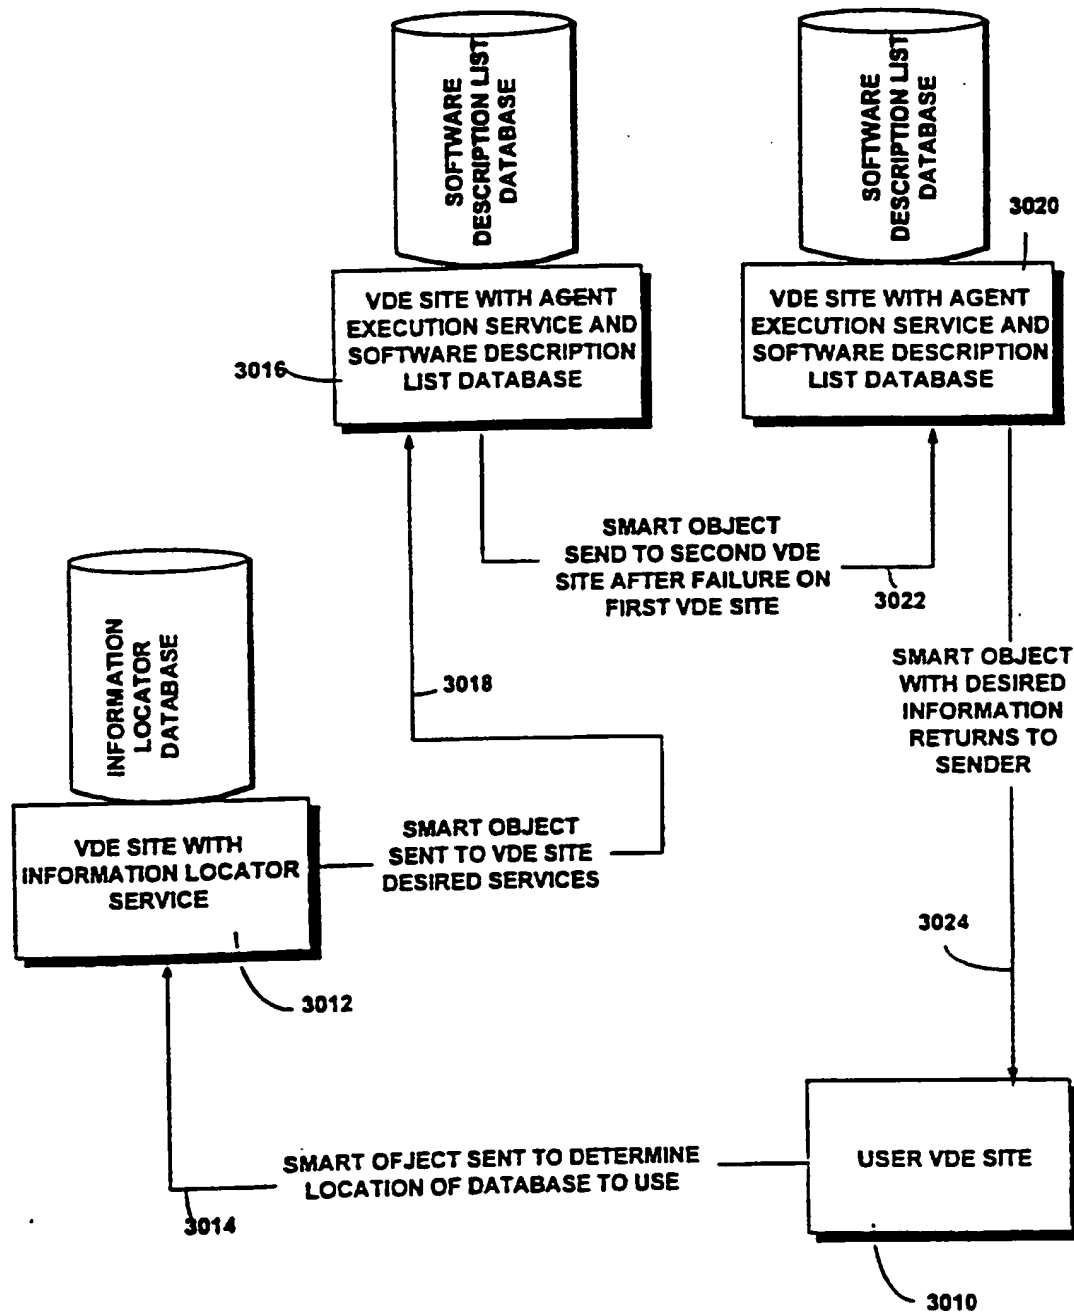 SOFTWARE
DESCRIPTION LIST
DATABASE
SOFTWARE
DESCRIPTION LIST
DATABASE
3020
VDE SITE WITH AGENT
EXECUTION SERVICE AND
SOFTWARE DESCRIPTION
LIST DATABASE
3016
VDE SITE WITH AGENT
EXECUTION SERVICE AND
SOFTWARE DESCRIPTION
LIST DATABASE
SMART OBJECT
SEND TO SECOND VDE
SITE AFTER FAILURE ON
FIRST VDE SITE
3022
INFORMATION
LOCATOR
DATABASE
3018
SMART OBJECT
WITH DESIRED
INFORMATION
RETURNS TO
SENDER
VDE SITE WITH
INFORMATION LOCATOR
SERVICE
SMART OBJECT
SENT TO VDE SITE
DESIRED SERVICES
3024
3012
USER VDE SITE
SMART OFJECT SENT TO DETERMINE
LOCATION OF DATABASE TO USE
3014
3010